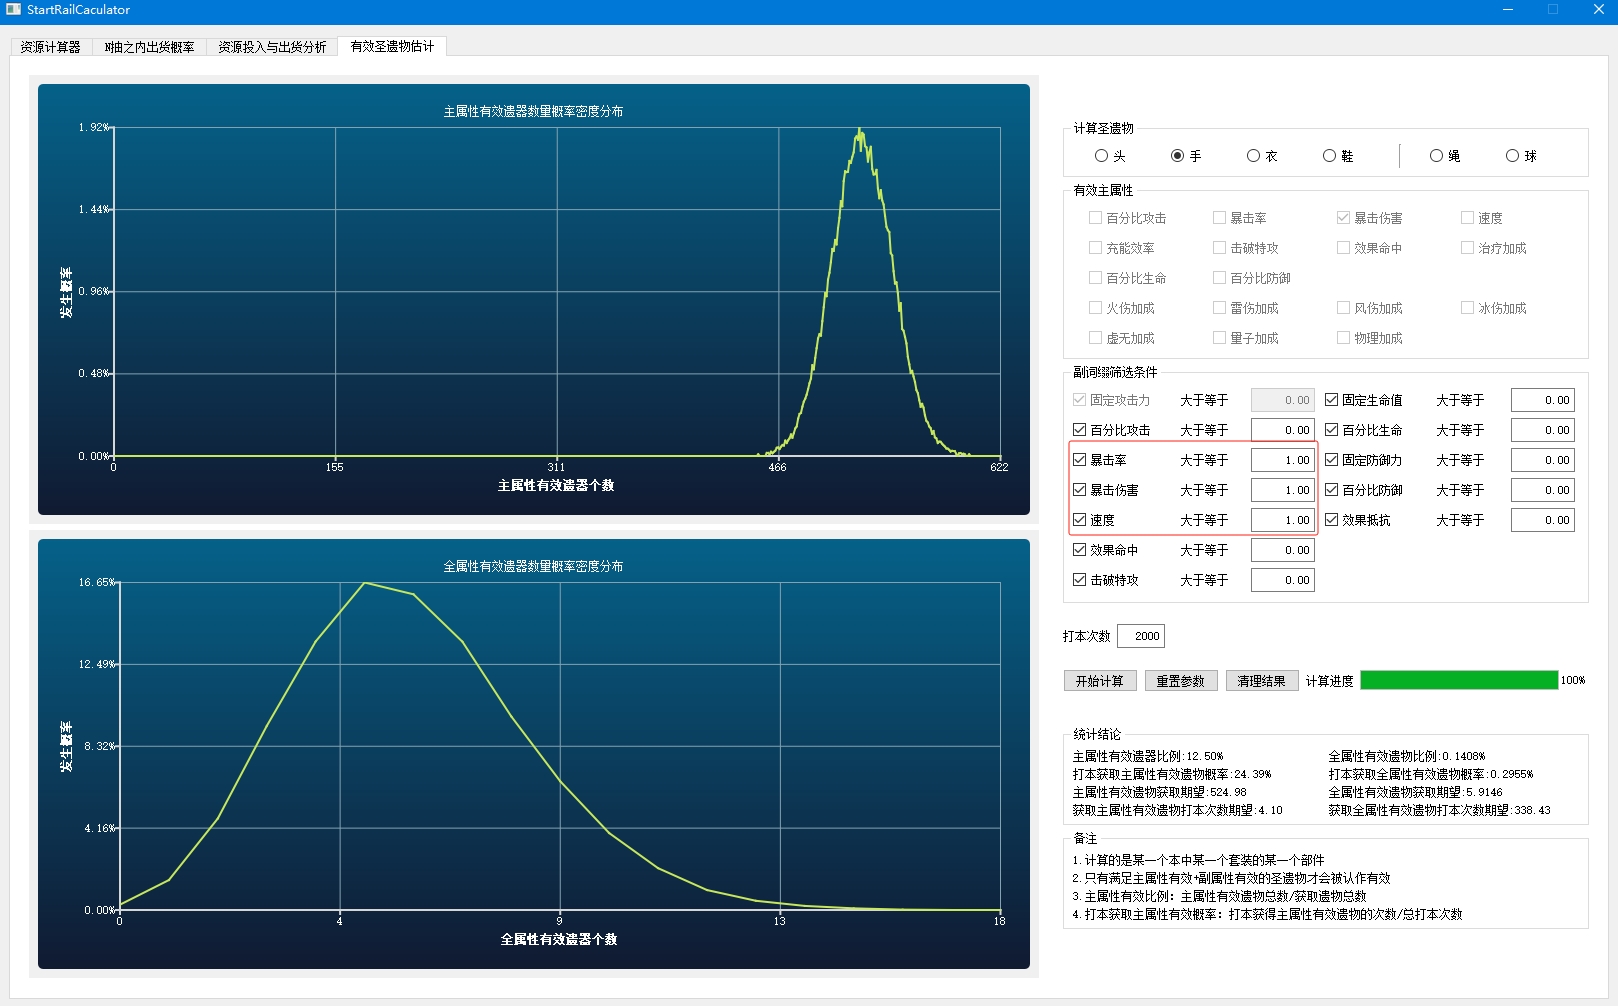 StartRailCaculator
资源计算器 N抽之内出货概率 资源投入与出货分析 有效圣遗物估计
主属性有效遗器数量概率密度分布
1.92%
1.44%
0.96%
0.48%
0.00%
发生概率
0 155 311 466 622
主属性有效遗器个数
全属性有效遗器数量概率密度分布
16.65%
12.49%
8.32%
4.16%
0.00%
发生概率
0 4 9 13 18
全属性有效遗器个数
计算圣遗物
头 手 衣 鞋 绳 球
有效主属性
百分比攻击 暴击率 暴击伤害 速度
充能效率 击破特攻 效果命中 治疗加成
百分比生命 百分比防御
火伤加成 雷伤加成 风伤加成 冰伤加成
虚无加成 量子加成 物理加成
副词缀筛选条件
固定攻击力 大于等于 0.00 固定生命值 大于等于 0.00
百分比攻击 大于等于 0.00 百分比生命 大于等于 0.00
暴击率 大于等于 1.00 固定防御力 大于等于 0.00
暴击伤害 大于等于 1.00 百分比防御 大于等于 0.00
速度 大于等于 1.00 效果抵抗 大于等于 0.00
效果命中 大于等于 0.00
击破特攻 大于等于 0.00
打本次数 2000
开始计算 重置参数 清理结果 计算进度 100%
统计结论
主属性有效遗器比例:12.50% 全属性有效遗物比例:0.1408%
打本获取主属性有效遗物概率:24.39% 打本获取全属性有效遗物概率:0.2955%
主属性有效遗物获取期望:524.98 全属性有效遗物获取期望:5.9146
获取主属性有效遗物打本次数期望:4.10 获取全属性有效遗物打本次数期望:338.43
备注
1.计算的是某一个本中某一个套装的某一个部件
2.只有满足主属性有效+副属性有效的圣遗物才会被认作有效
3.主属性有效比例: 主属性有效遗物总数/获取遗物总数
4.打本获取主属性有效概率: 打本获得主属性有效遗物的次数/总打本次数